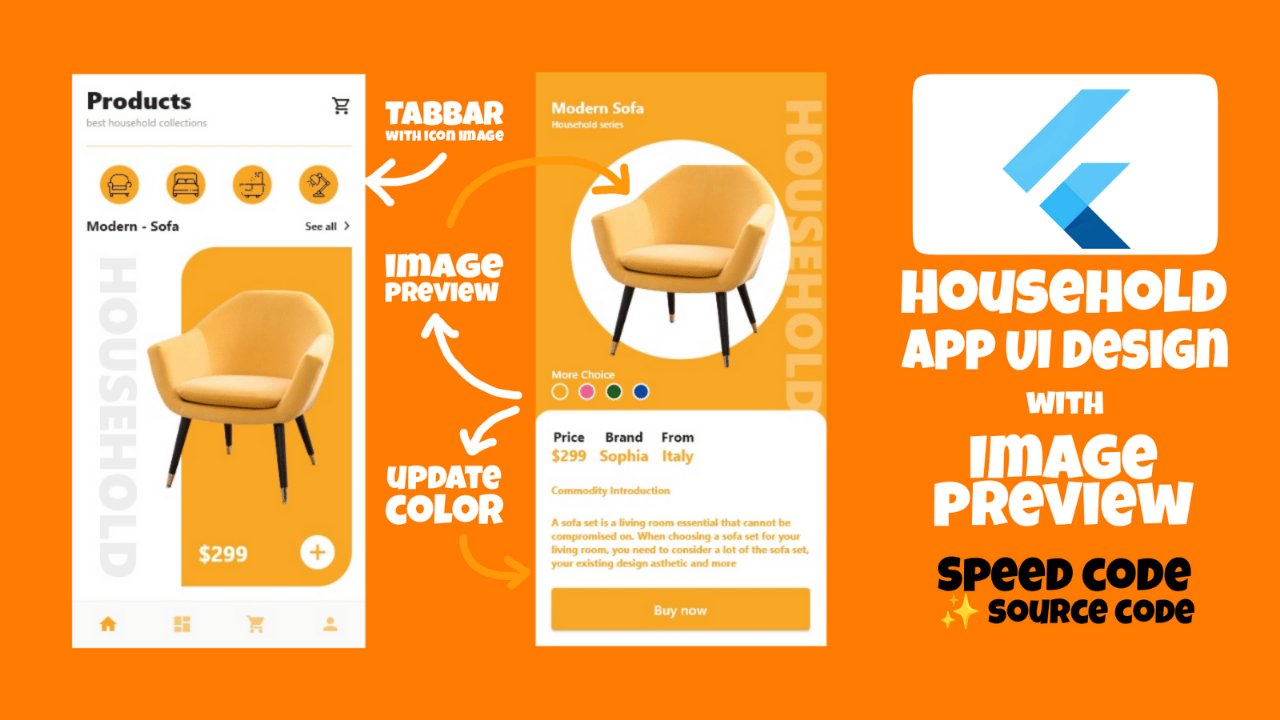 Products
best household collections
Modern - Sofa
See all
HOUSEHOLD
$299
TABBAR
WITH ICON IMAGE
IMAGE
PREVIEW
UPDATE
COLOR
Modern Sofa
Household series
HOUSEHOLD
More Choice
Price Brand From
$299 Sophia Italy
Commodity Introduction
A sofa set is a living room essential that cannot be
compromised on. When choosing a sofa set for your
living room, you need to consider a lot of the sofa set,
your existing design asthetic and more
Buy now
HOUSEHOLD
APP UI DESIGN
WITH
IMAGE
PREVIEW
SPEED CODE
✨ SOURCE CODE